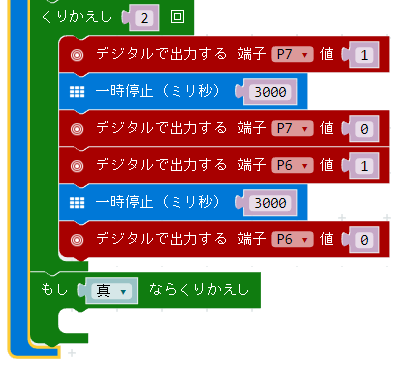 くりかえし 2 回
デジタルで出力する 端子 P7 値 1
一時停止（ミリ秒） 3000
デジタルで出力する 端子 P7 値 0
デジタルで出力する 端子 P6 値 1
一時停止（ミリ秒） 3000
デジタルで出力する 端子 P6 値 0
もし 真 ならくりかえし